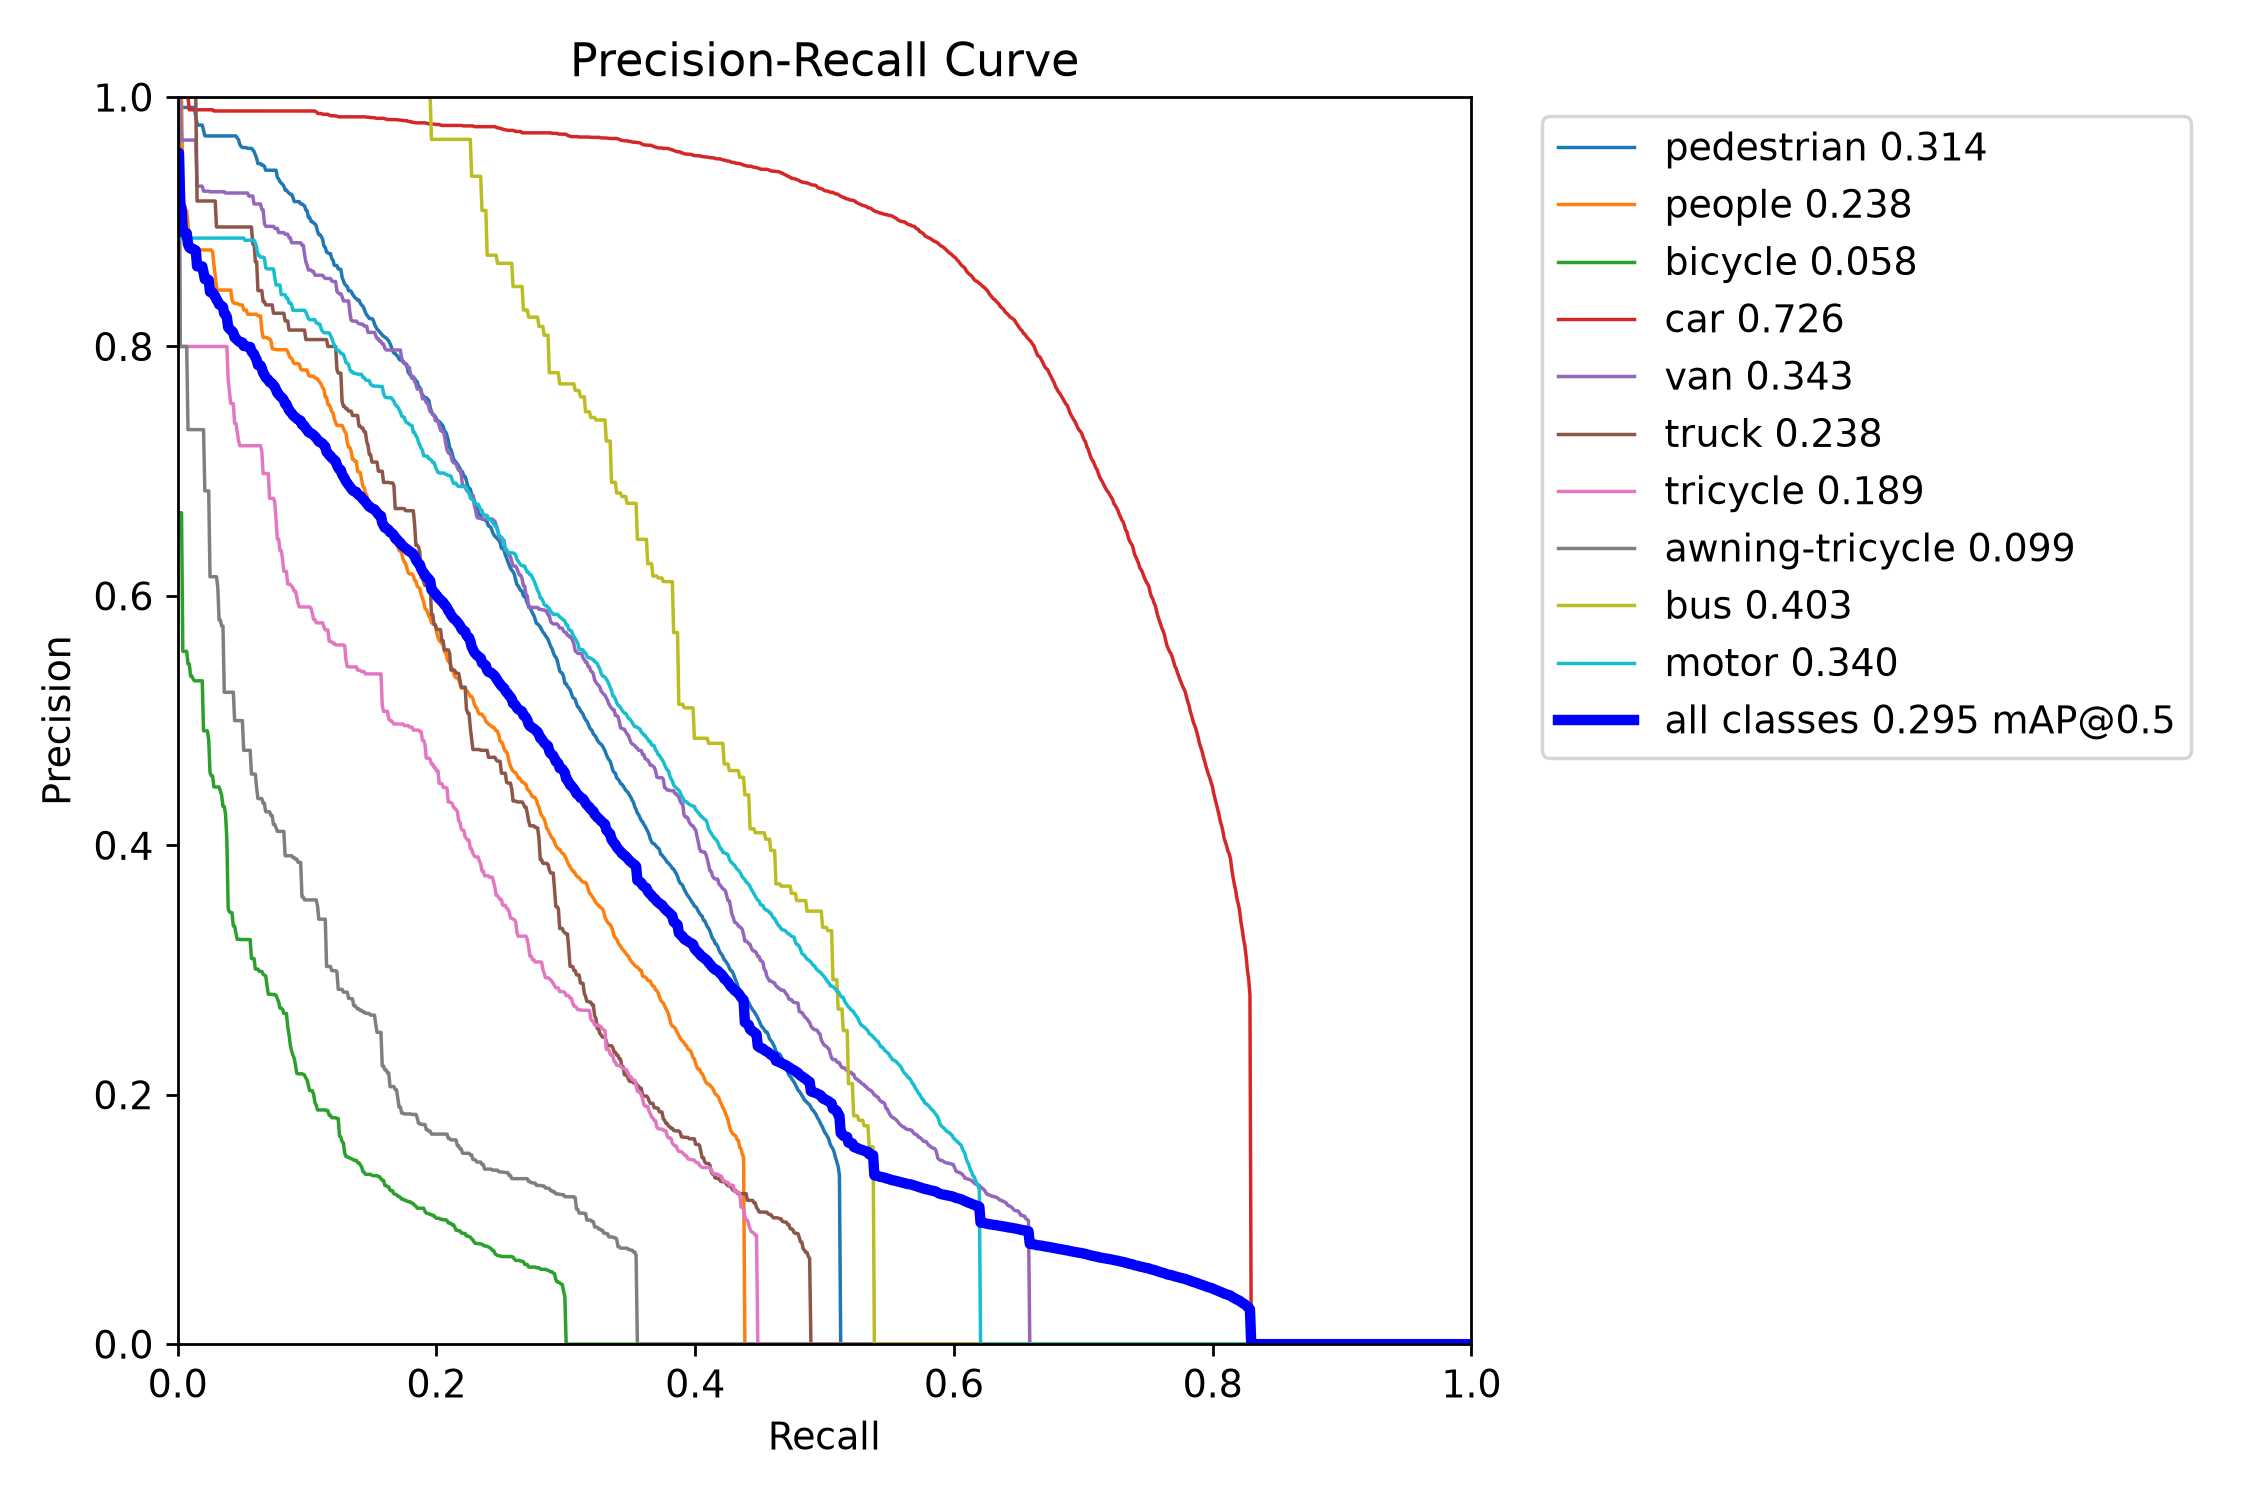 Precision-Recall Curve
1.0
0.8
0.6
0.4
0.2
0.0
Precision
0.0 0.2 0.4 0.6 0.8 1.0
Recall
pedestrian 0.314
people 0.238
bicycle 0.058
car 0.726
van 0.343
truck 0.238
tricycle 0.189
awning-tricycle 0.099
bus 0.403
motor 0.340
all classes 0.295 mAP@0.5